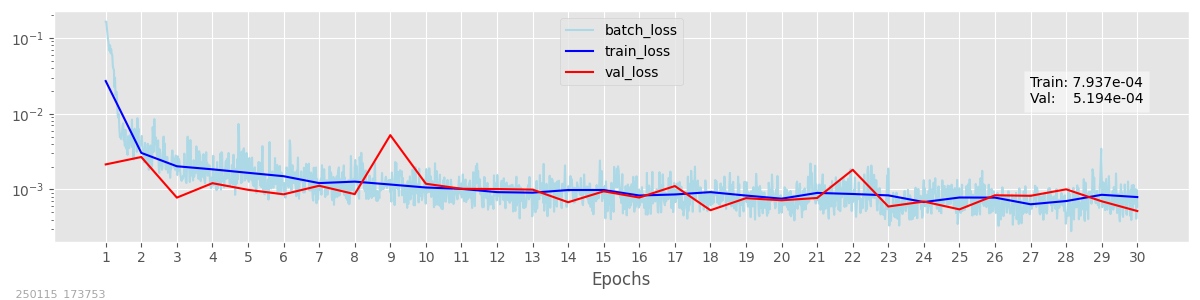 10⁻¹
10⁻²
10⁻³
batch_loss
train_loss
val_loss
Train: 7.937e-04
Val: 5.194e-04
1 2 3 4 5 6 7 8 9 10 11 12 13 14 15 16 17 18 19 20 21 22 23 24 25 26 27 28 29 30
Epochs
250115_173753